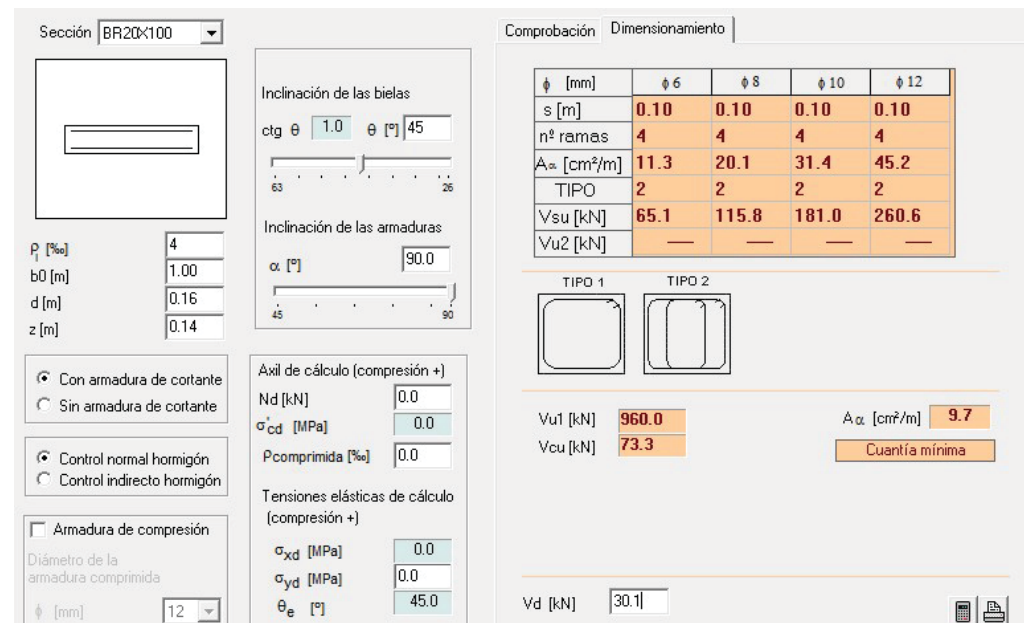 Sección BR20X100
ρl [‰] 4
b0 [m] 1.00
d [m] 0.16
z [m] 0.14
Con armadura de cortante
Sin armadura de cortante
Control normal hormigón
Control indirecto hormigón
Armadura de compresión
Diámetro de la
armadura comprimida
ϕ [mm] 12
Inclinación de las bielas
ctg θ 1.0 θ [º] 45
63 26
Inclinación de las armaduras
α [º] 90.0
45 90
Axil de cálculo (compresión +)
Nd [kN] 0.0
σ'cd [MPa] 0.0
ρcomprimida [‰] 0.0
Tensiones elásticas de cálculo
(compresión +)
σxd [MPa] 0.0
σyd [MPa] 0.0
θe [º] 45.0
Comprobación Dimensionamiento
ϕ [mm] ϕ 6 ϕ 8 ϕ 10 ϕ 12
s [m] 0.10 0.10 0.10 0.10
nº ramas 4 4 4 4
Aα [cm²/m] 11.3 20.1 31.4 45.2
TIPO 2 2 2 2
Vsu [kN] 65.1 115.8 181.0 260.6
Vu2 [kN] — — — —
TIPO 1 TIPO 2
Vu1 [kN] 960.0 Aα [cm²/m] 9.7
Vcu [kN] 73.3 Cuantía mínima
Vd [kN] 30.1